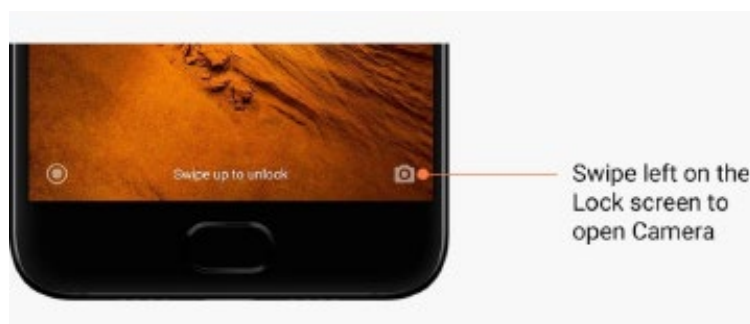 Swipe up to unlock
Swipe left on the
Lock screen to
open Camera